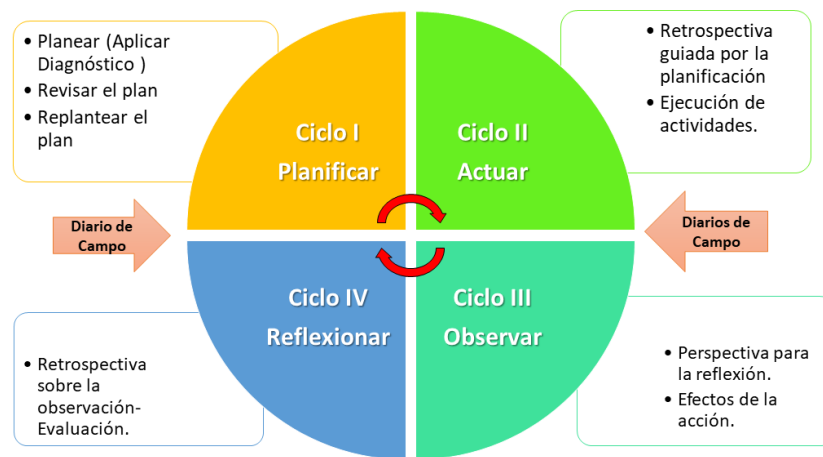 • Planear (Aplicar
Diagnóstico )
• Revisar el plan
• Replantear el
plan
• Retrospectiva
guiada por la
planificación
• Ejecución de
actividades.
Ciclo I
Planificar
Ciclo II
Actuar
Diario de
Campo
Diarios de
Campo
Ciclo IV
Reflexionar
Ciclo III
Observar
• Retrospectiva
sobre la
observación-
Evaluación.
• Perspectiva para
la reflexión.
• Efectos de la
acción.